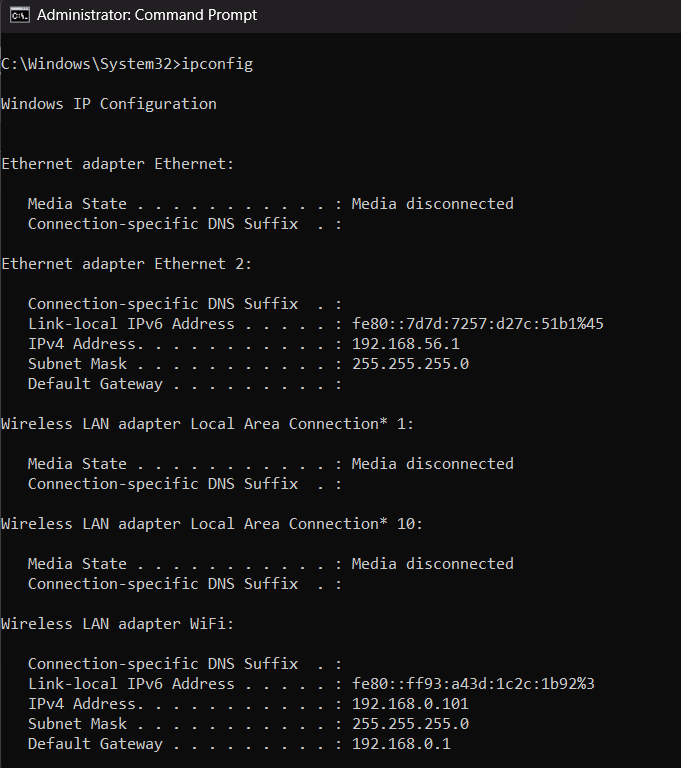 Administrator: Command Prompt
C:\Windows\System32>ipconfig
Windows IP Configuration
Ethernet adapter Ethernet:
Media State . . . . . . . . . . . : Media disconnected
Connection-specific DNS Suffix  . :
Ethernet adapter Ethernet 2:
Connection-specific DNS Suffix  . :
Link-local IPv6 Address . . . . . : fe80::7d7d:7257:d27c:51b1%45
IPv4 Address. . . . . . . . . . . : 192.168.56.1
Subnet Mask . . . . . . . . . . . : 255.255.255.0
Default Gateway . . . . . . . . . :
Wireless LAN adapter Local Area Connection* 1:
Media State . . . . . . . . . . . : Media disconnected
Connection-specific DNS Suffix  . :
Wireless LAN adapter Local Area Connection* 10:
Media State . . . . . . . . . . . : Media disconnected
Connection-specific DNS Suffix  . :
Wireless LAN adapter WiFi:
Connection-specific DNS Suffix  . :
Link-local IPv6 Address . . . . . : fe80::ff93:a43d:1c2c:1b92%3
IPv4 Address. . . . . . . . . . . : 192.168.0.101
Subnet Mask . . . . . . . . . . . : 255.255.255.0
Default Gateway . . . . . . . . . : 192.168.0.1